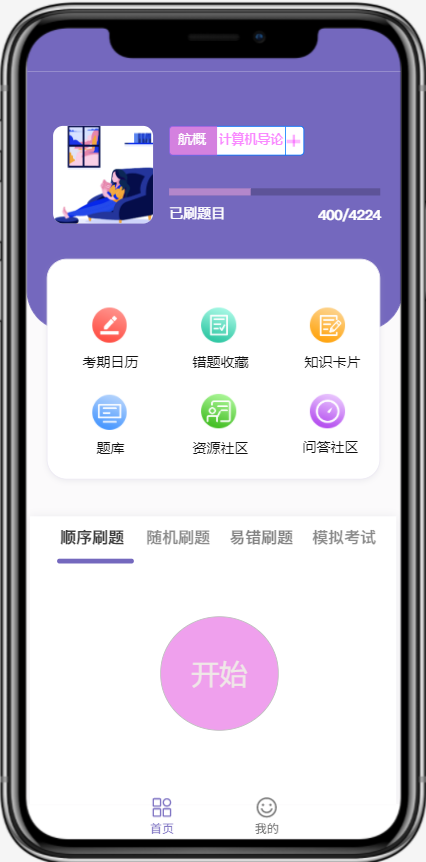 航概 计算机导论
已刷题目 400/4224
考期日历 错题收藏 知识卡片
题库 资源社区 问答社区
顺序刷题 随机刷题 易错刷题 模拟考试
开始
首页 我的